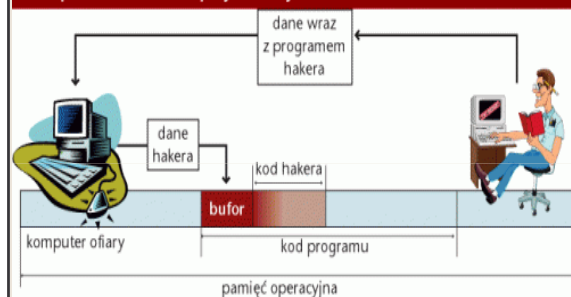 dane wraz
z programem
hakera
dane
hakera
kod hakera
bufor
komputer ofiary
kod programu
pamięć operacyjna